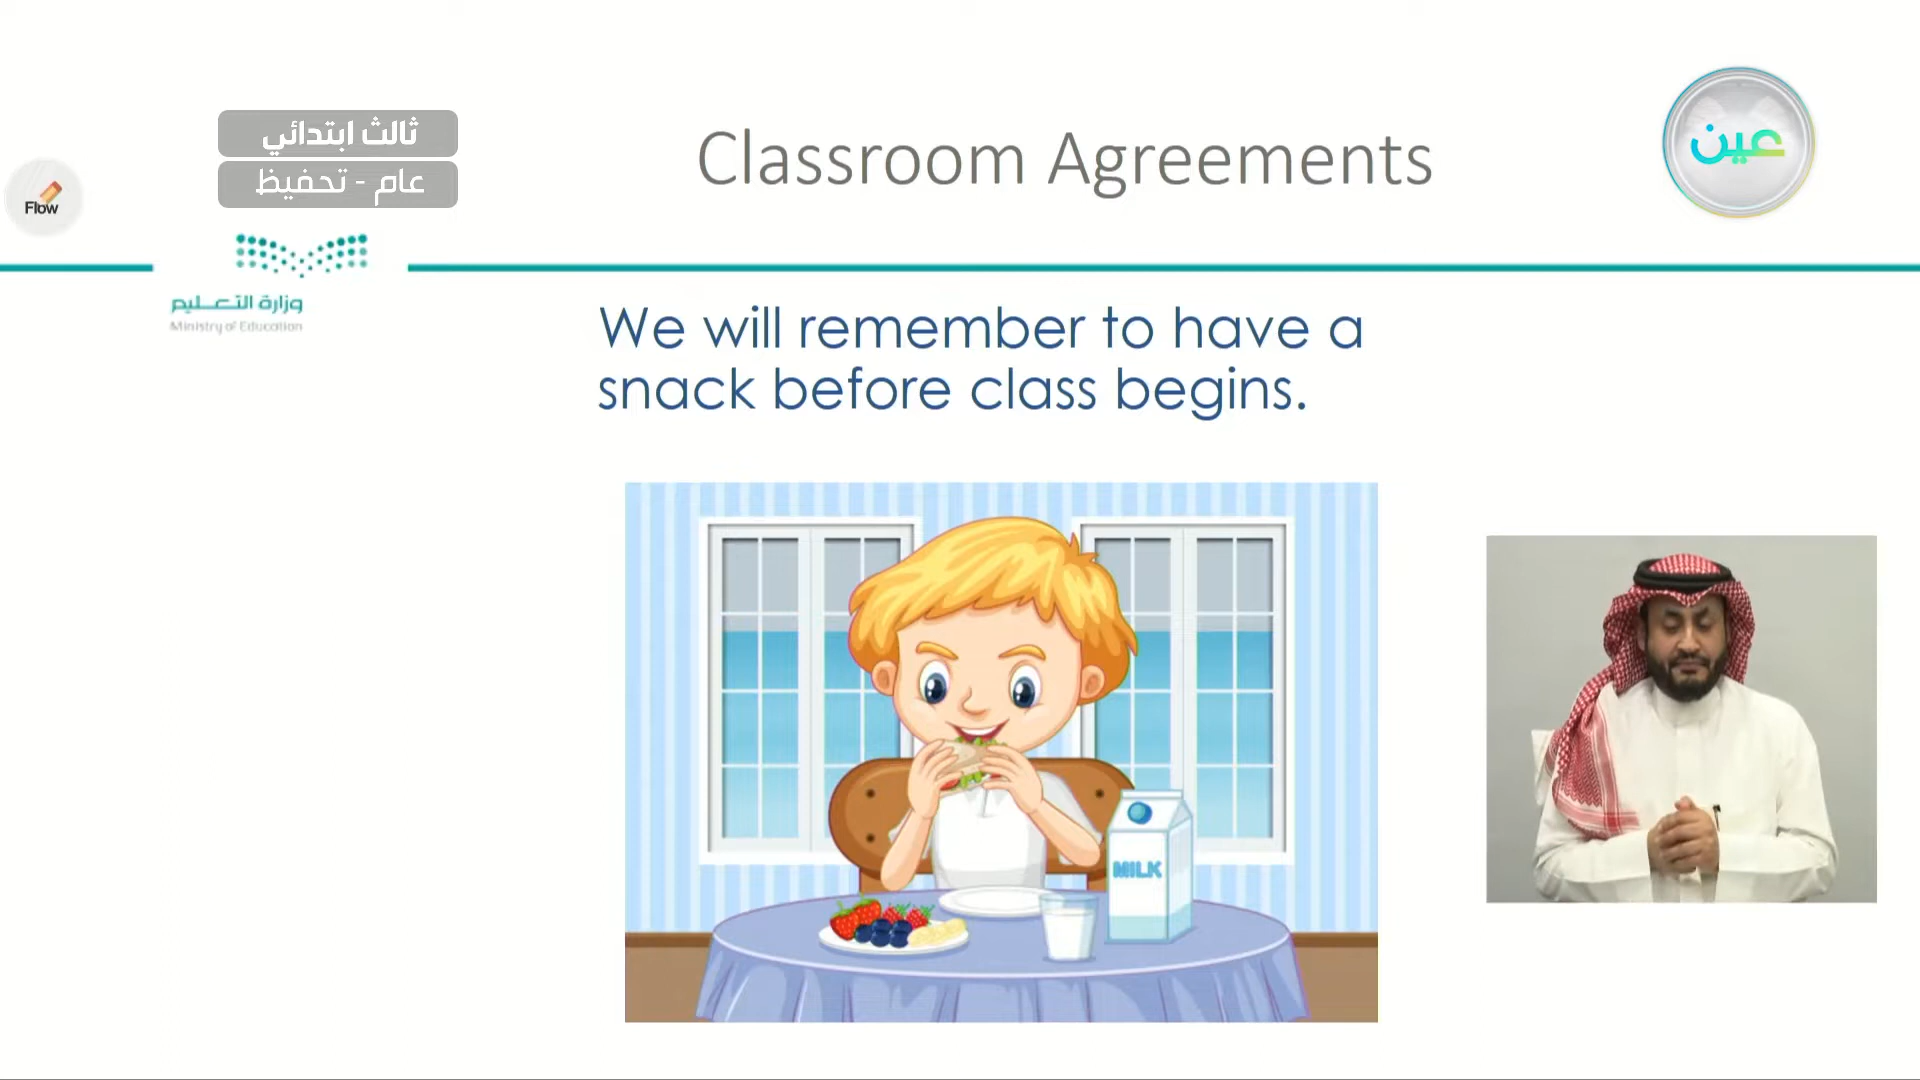 ثالث ابتدائي
عام - تحفيظ
Classroom Agreements
عين
Flow
وزارة التعليم
Ministry of Education
We will remember to have a
snack before class begins.
MILK